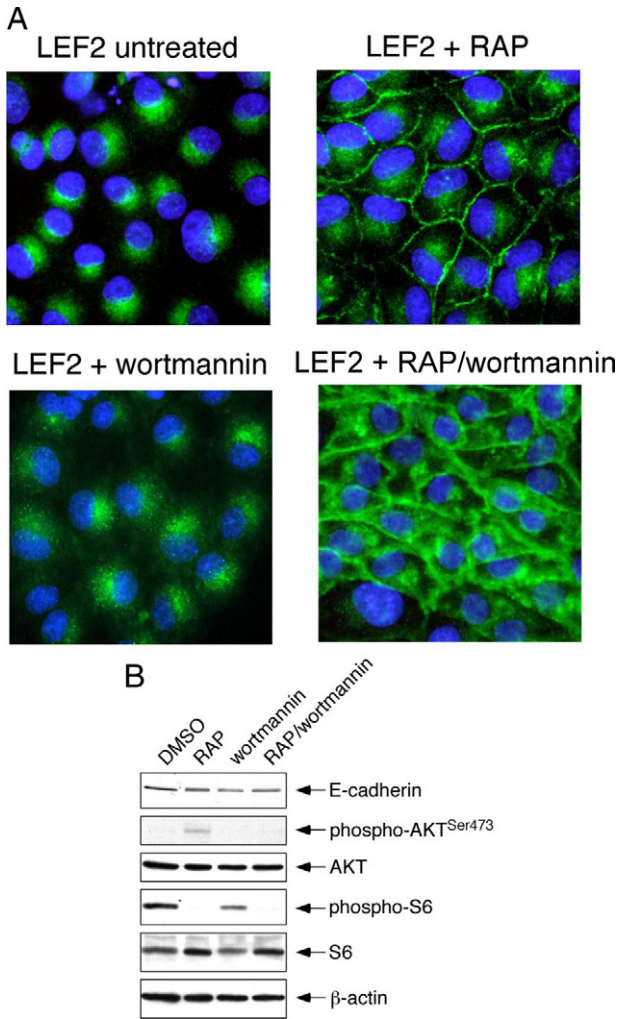 A
LEF2 untreated
LEF2 + RAP
LEF2 + wortmannin
LEF2 + RAP/wortmannin
B
DMSO
RAP
wortmannin
RAP/wortmannin
E-cadherin
phospho-AKTSer473
AKT
phospho-S6
S6
β-actin